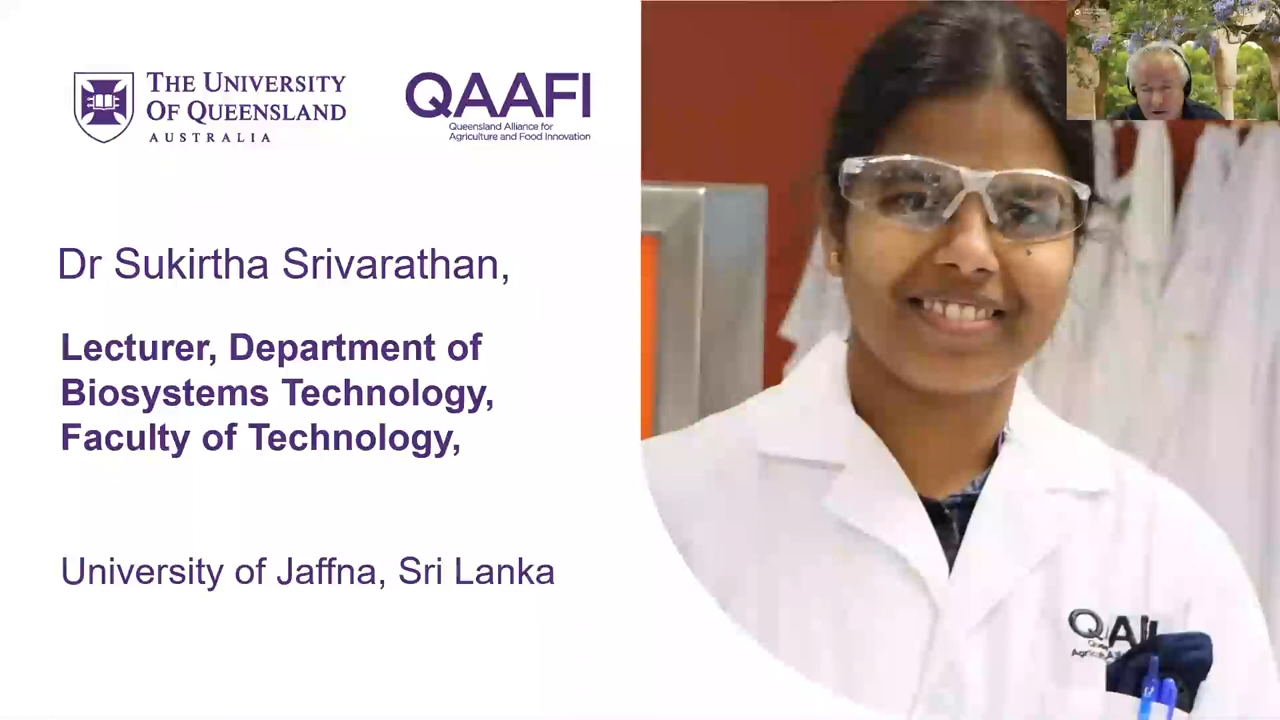 THE UNIVERSITY
OF QUEENSLAND
AUSTRALIA
QAAFI
Queensland Alliance for
Agriculture and Food Innovation
Dr Sukirtha Srivarathan,
Lecturer, Department of
Biosystems Technology,
Faculty of Technology,
University of Jaffna, Sri Lanka